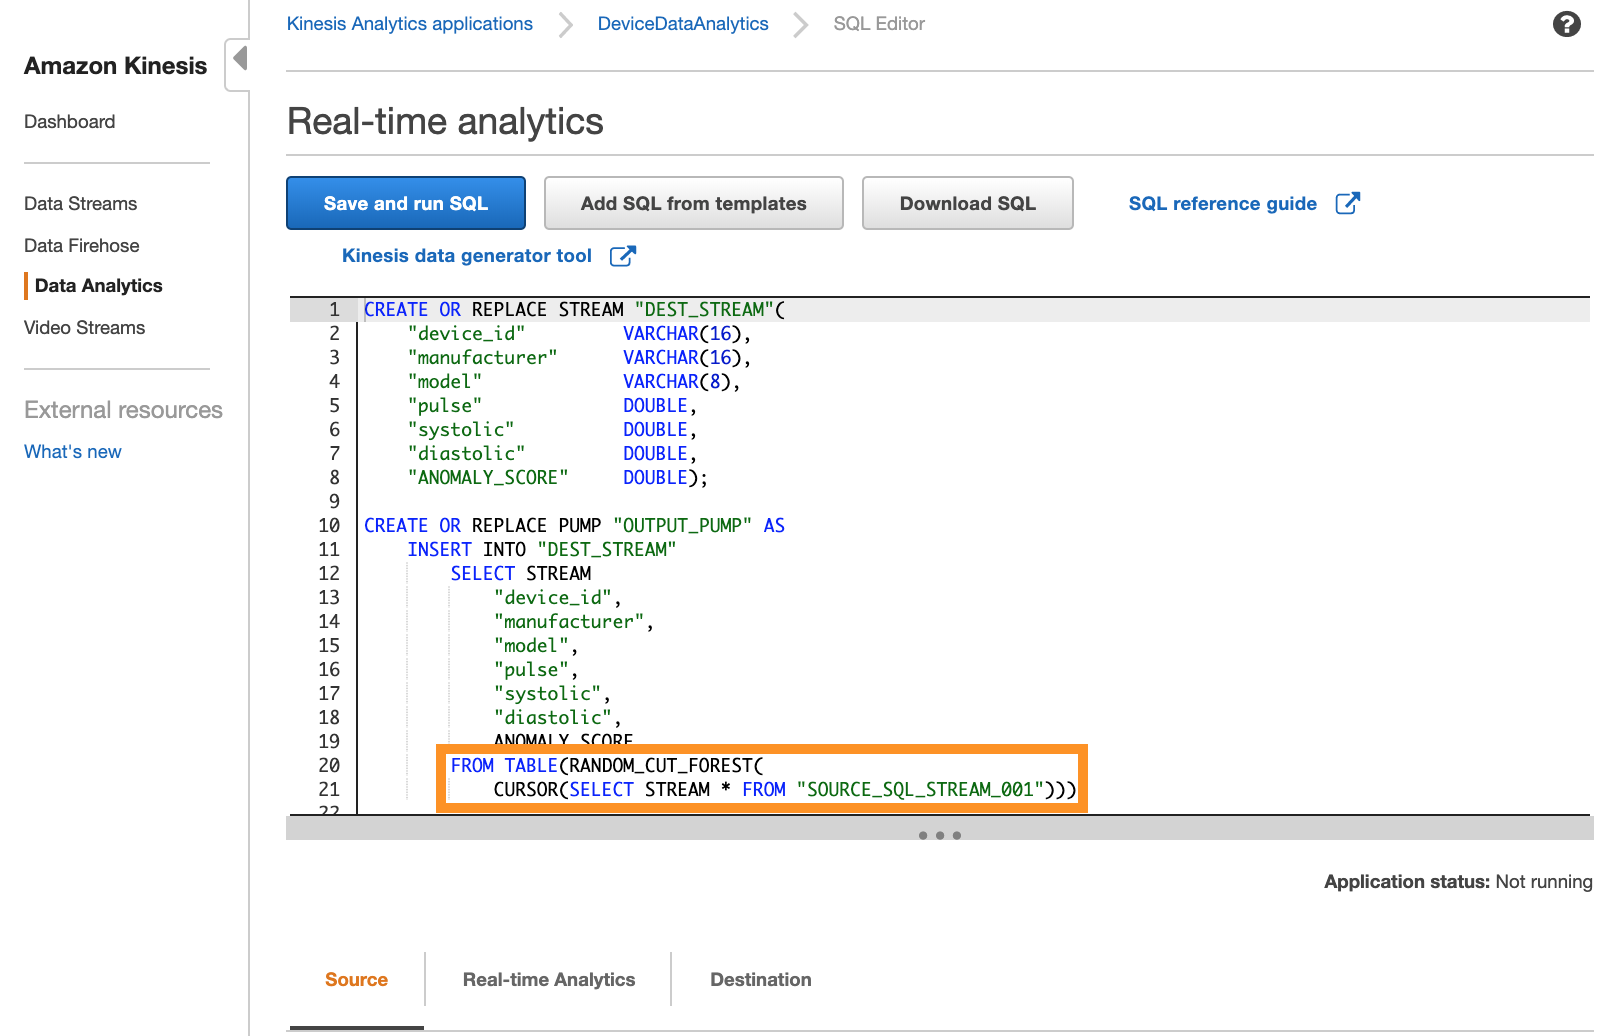 Kinesis Analytics applications DeviceDataAnalytics SQL Editor ?
Amazon Kinesis
Dashboard
Data Streams
Data Firehose
Data Analytics
Video Streams
External resources
What's new
Real-time analytics
Save and run SQL Add SQL from templates Download SQL SQL reference guide
Kinesis data generator tool
1 CREATE OR REPLACE STREAM "DEST_STREAM"(
2 "device_id" VARCHAR(16),
3 "manufacturer" VARCHAR(16),
4 "model" VARCHAR(8),
5 "pulse" DOUBLE,
6 "systolic" DOUBLE,
7 "diastolic" DOUBLE,
8 "ANOMALY_SCORE" DOUBLE);
9
10 CREATE OR REPLACE PUMP "OUTPUT_PUMP" AS
11 INSERT INTO "DEST_STREAM"
12 SELECT STREAM
13 "device_id",
14 "manufacturer",
15 "model",
16 "pulse",
17 "systolic",
18 "diastolic",
19 ANOMALY_SCORE
20 FROM TABLE(RANDOM_CUT_FOREST(
21 CURSOR(SELECT STREAM * FROM "SOURCE_SQL_STREAM_001")))
22
Application status: Not running
Source Real-time Analytics Destination